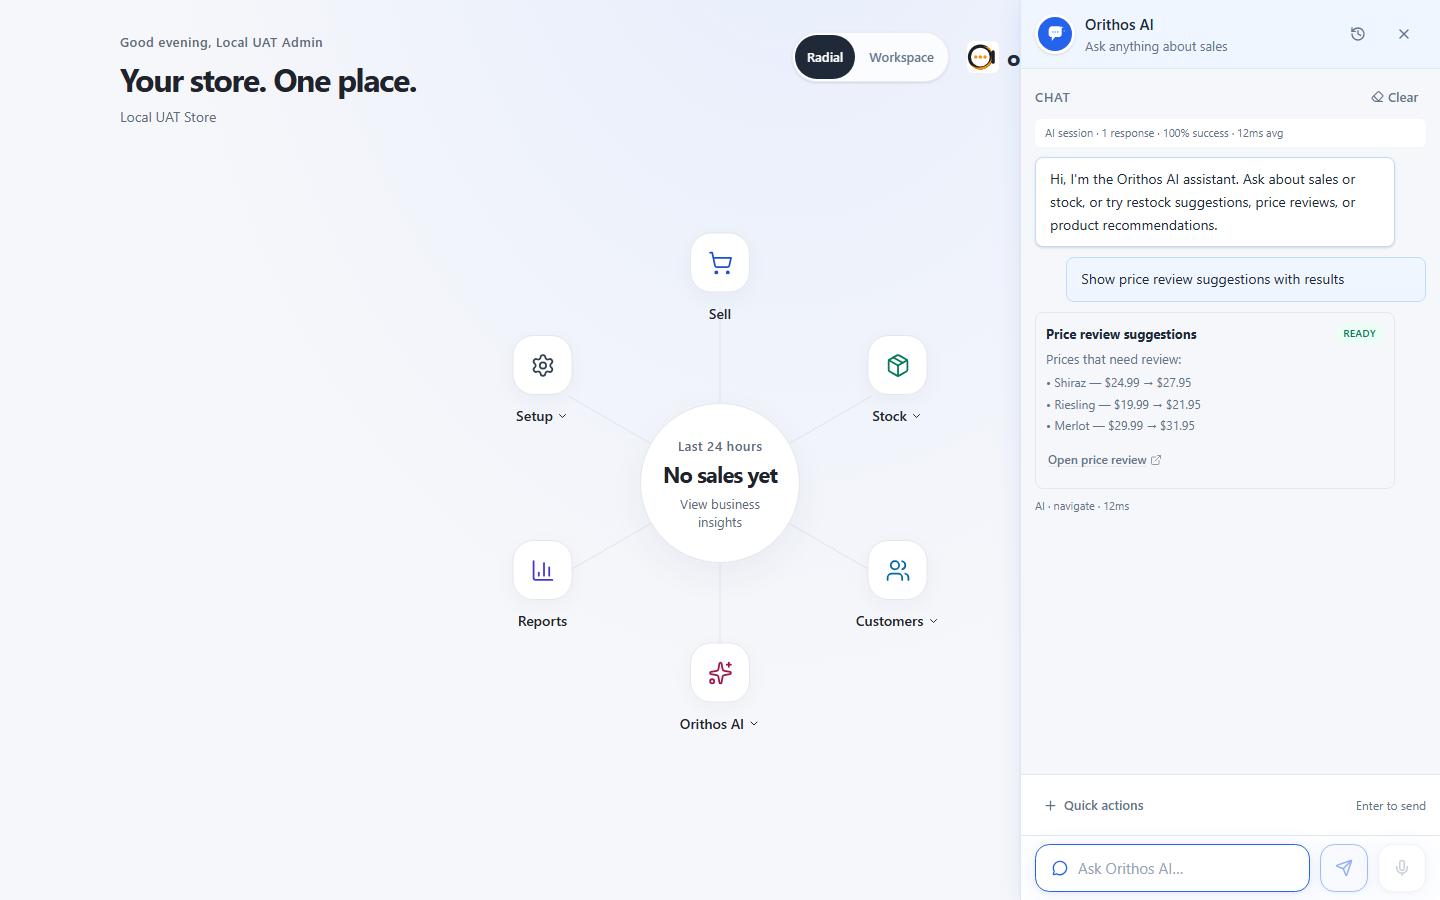 Good evening, Local UAT Admin
Your store. One place.
Local UAT Store
Radial
Workspace
Sell
Setup
Stock
Last 24 hours
No sales yet
View business
insights
Reports
Customers
Orithos AI
Orithos AI
Ask anything about sales
CHAT
Clear
AI session · 1 response · 100% success · 12ms avg
Hi, I'm the Orithos AI assistant. Ask about sales or
stock, or try restock suggestions, price reviews, or
product recommendations.
Show price review suggestions with results
Price review suggestions
READY
Prices that need review:
• Shiraz — $24.99 → $27.95
• Riesling — $19.99 → $21.95
• Merlot — $29.99 → $31.95
Open price review
AI · navigate · 12ms
Quick actions
Enter to send
Ask Orithos AI...